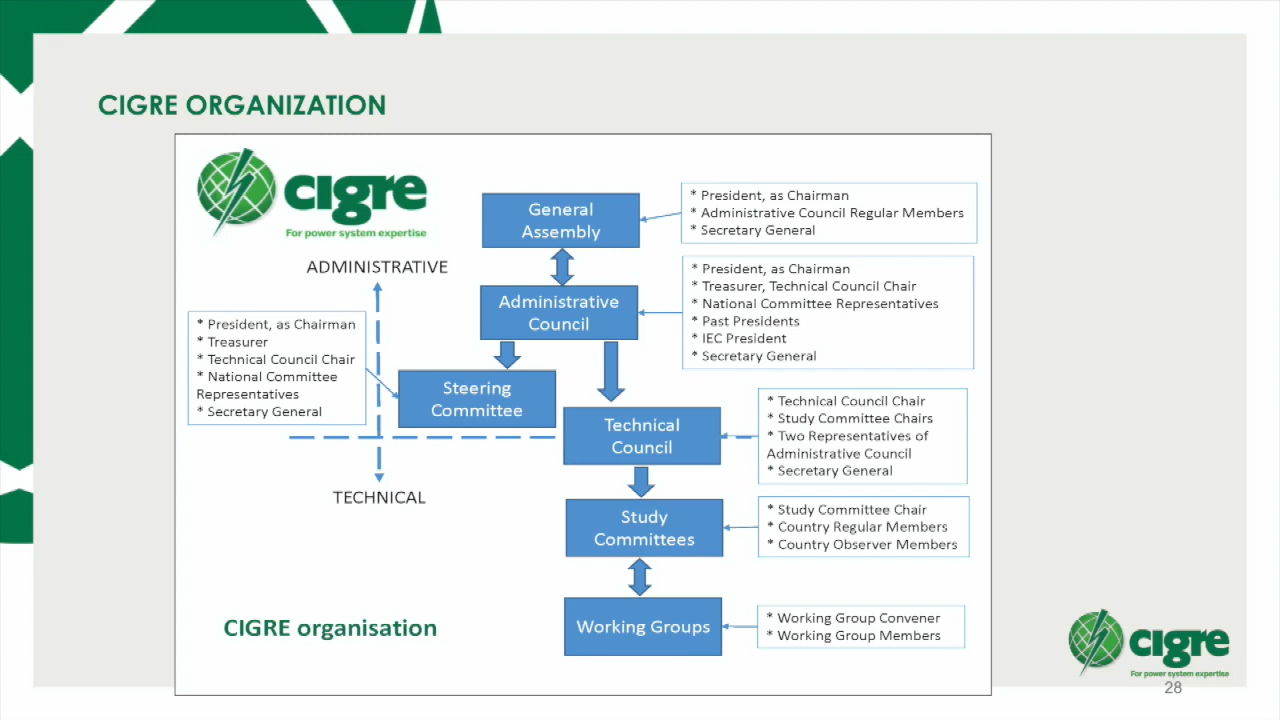 CIGRE ORGANIZATION
cigre
For power system expertise
General
Assembly
* President, as Chairman
* Administrative Council Regular Members
* Secretary General
ADMINISTRATIVE
Administrative
Council
* President, as Chairman
* Treasurer, Technical Council Chair
* National Committee Representatives
* Past Presidents
* IEC President
* Secretary General
* President, as Chairman
* Treasurer
* Technical Council Chair
* National Committee
Representatives
* Secretary General
Steering
Committee
Technical
Council
* Technical Council Chair
* Study Committee Chairs
* Two Representatives of
Administrative Council
* Secretary General
TECHNICAL
Study
Committees
* Study Committee Chair
* Country Regular Members
* Country Observer Members
CIGRE organisation
Working Groups
* Working Group Convener
* Working Group Members
cigre
For power system expertise
28